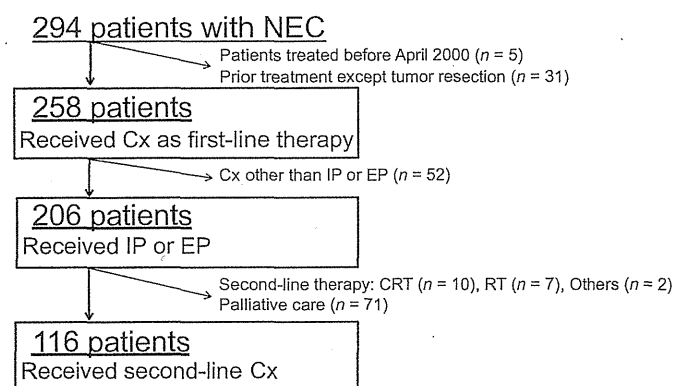 294 patients with NEC
Patients treated before April 2000 (n = 5)
Prior treatment except tumor resection (n = 31)
258 patients
Received Cx as first-line therapy
Cx other than IP or EP (n = 52)
206 patients
Received IP or EP
Second-line therapy: CRT (n = 10), RT (n = 7), Others (n = 2)
Palliative care (n = 71)
116 patients
Received second-line Cx